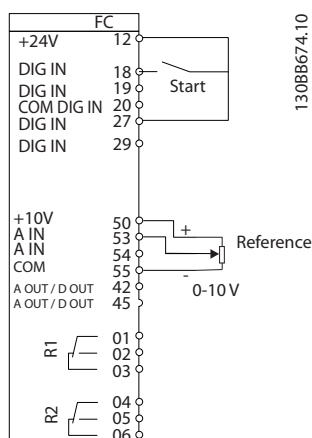 FC
+24V 12
DIG IN 18
DIG IN 19
COM DIG IN 20
DIG IN 27
DIG IN 29
Start
+10V 50
A IN 53
A IN 54
COM 55
A OUT / D OUT 42
A OUT / D OUT 45
+
Reference
-
0-10 V
R1
01
02
03
R2
04
05
06
130BB674.10